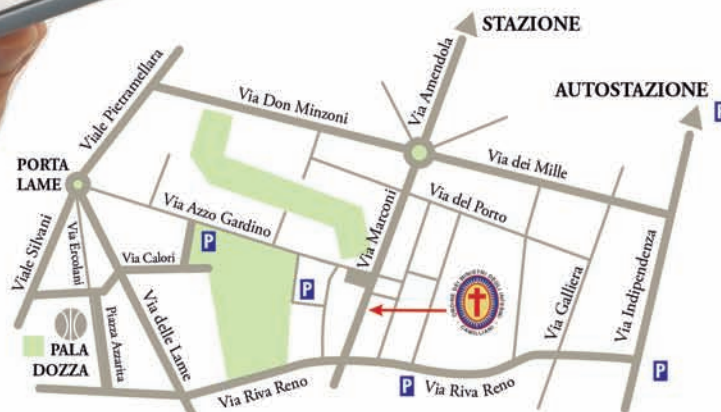 STAZIONE
AUTOSTAZIONE
P
Viale Pietramellara
Via Don Minzoni
Via Amendola
Via dei Mille
PORTA
LAME
Via Azzo Gardino
Via Marconi
Via del Porto
Viale Silvani
Via Ercolani
Via Calori
P
P
Via Galliera
Via Indipendenza
Piazza Azzarita
Via delle Lame
PALA
DOZZA
Via Riva Reno
P
Via Riva Reno
P